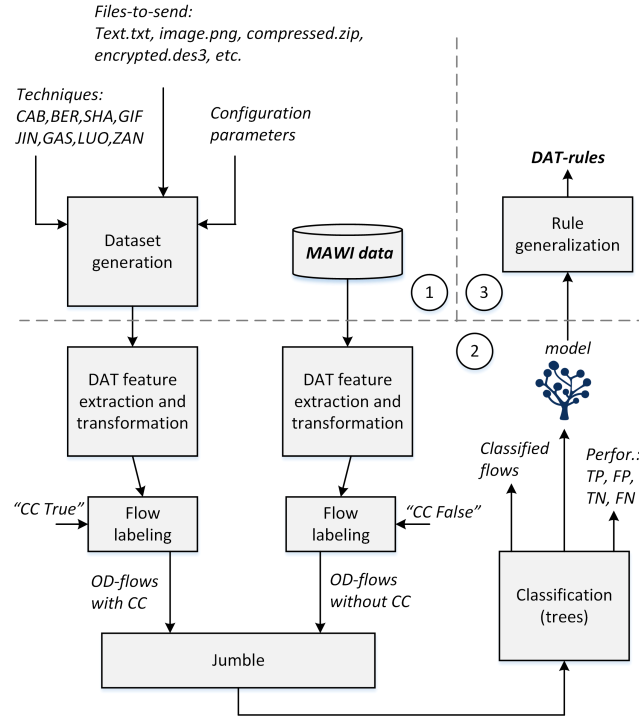 Files-to-send:
Text.txt, image.png, compressed.zip,
encrypted.des3, etc.
Techniques:
CAB,BER,SHA,GIF
JIN,GAS,LUO,ZAN
Configuration
parameters
Dataset
generation
MAWI data
1
3
2
DAT-rules
Rule
generalization
model
DAT feature
extraction and
transformation
DAT feature
extraction and
transformation
Classified
flows
Perfor.:
TP, FP,
TN, FN
“CC True”
Flow
labeling
Flow
labeling
“CC False”
OD-flows
with CC
OD-flows
without CC
Classification
(trees)
Jumble